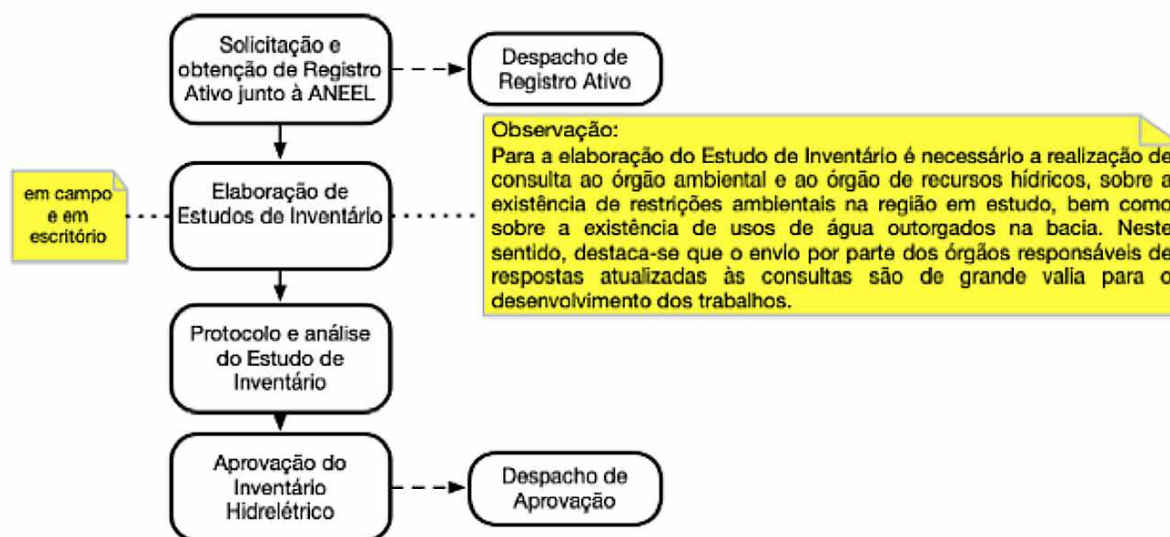 Solicitação e
obtenção de Registro
Ativo junto à ANEEL
Despacho de
Registro Ativo
Observação:
Para a elaboração do Estudo de Inventário é necessário a realização de
consulta ao órgão ambiental e ao órgão de recursos hídricos, sobre a
existência de restrições ambientais na região em estudo, bem como
sobre a existência de usos de água outorgados na bacia. Neste
sentido, destaca-se que o envio por parte dos órgãos responsáveis de
respostas atualizadas às consultas são de grande valia para o
desenvolvimento dos trabalhos.
em campo
e em
escritório
Elaboração de
Estudos de Inventário
Protocolo e análise
do Estudo de
Inventário
Aprovação do
Inventário
Hidrelétrico
Despacho de
Aprovação